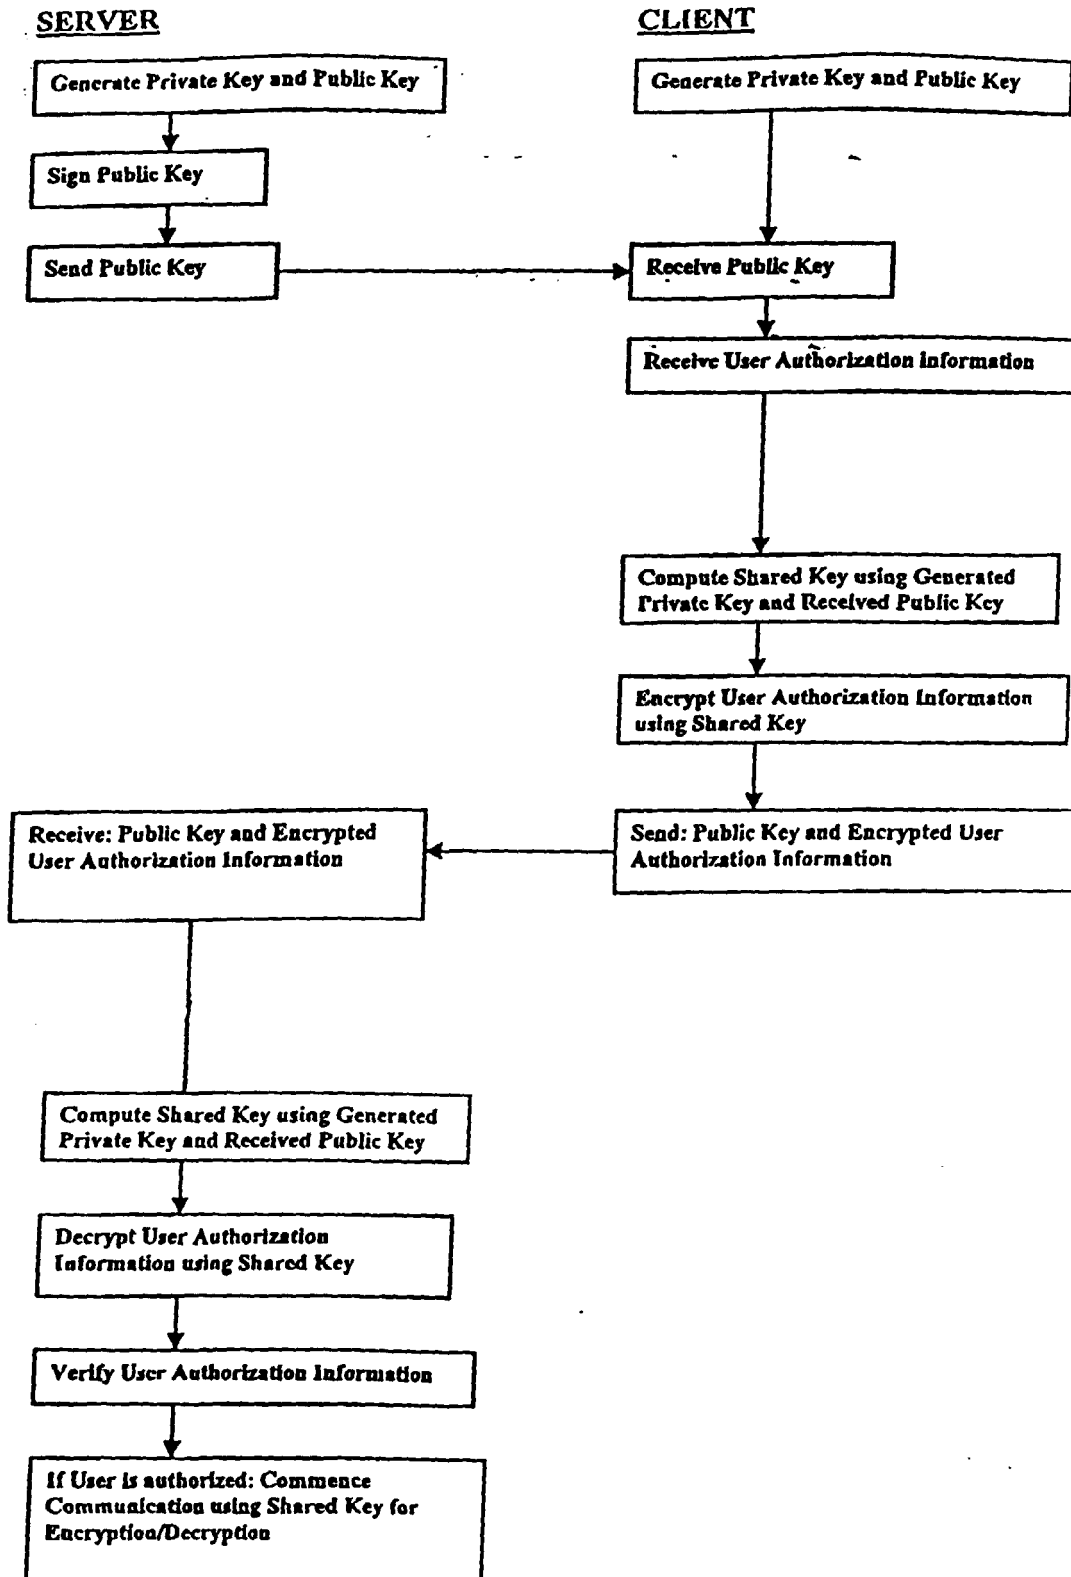 SERVER
CLIENT
Generate Private Key and Public Key
Generate Private Key and Public Key
Sign Public Key
Send Public Key
Receive Public Key
Receive User Authorization Information
Compute Shared Key using Generated
Private Key and Received Public Key
Encrypt User Authorization Information
using Shared Key
Receive: Public Key and Encrypted
User Authorization Information
Send: Public Key and Encrypted User
Authorization Information
Compute Shared Key using Generated
Private Key and Received Public Key
Decrypt User Authorization
Information using Shared Key
Verify User Authorization Information
If User is authorized: Commence
Communication using Shared Key for
Encryption/Decryption